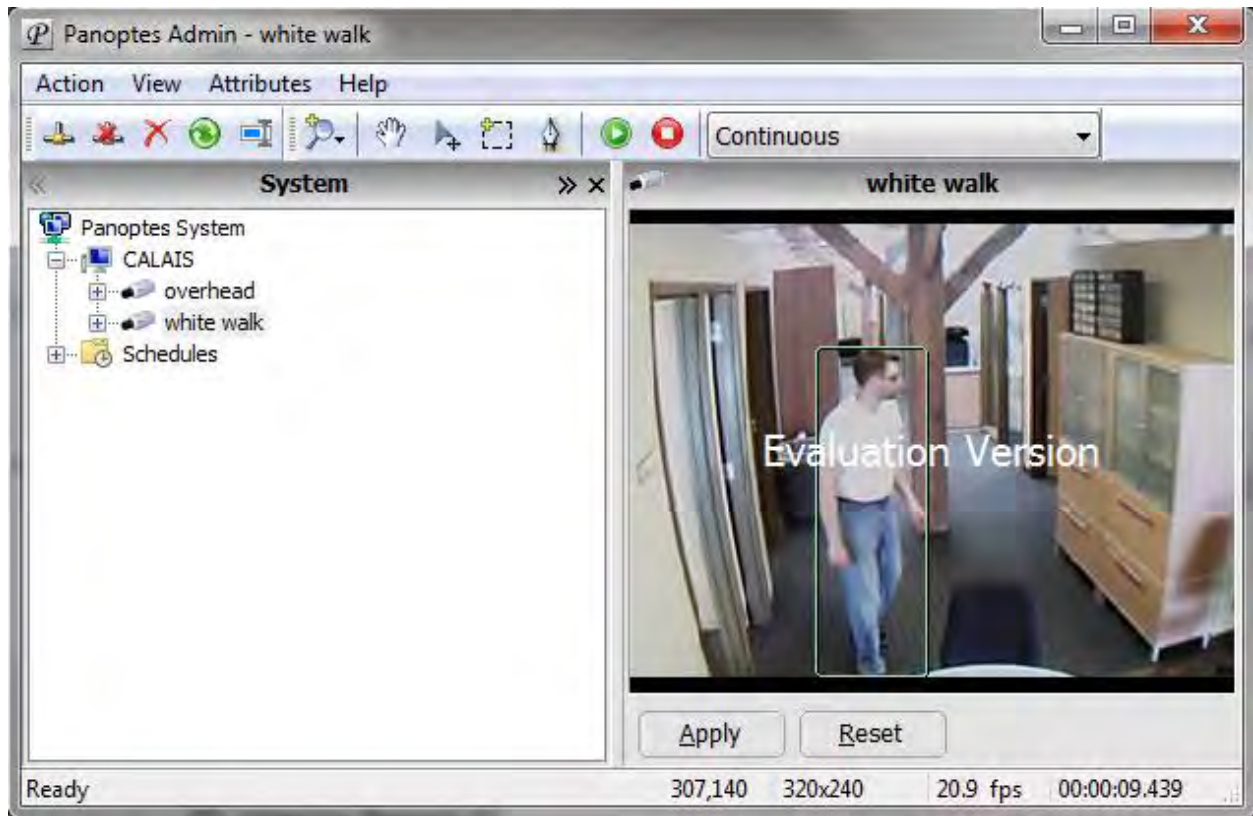 Panoptes Admin - white walk
Action View Attributes Help
Continuous
System
white walk
Panoptes System
CALAIS
overhead
white walk
Schedules
Evaluation Version
Apply Reset
Ready 307,140 320x240 20.9 fps 00:00:09.439